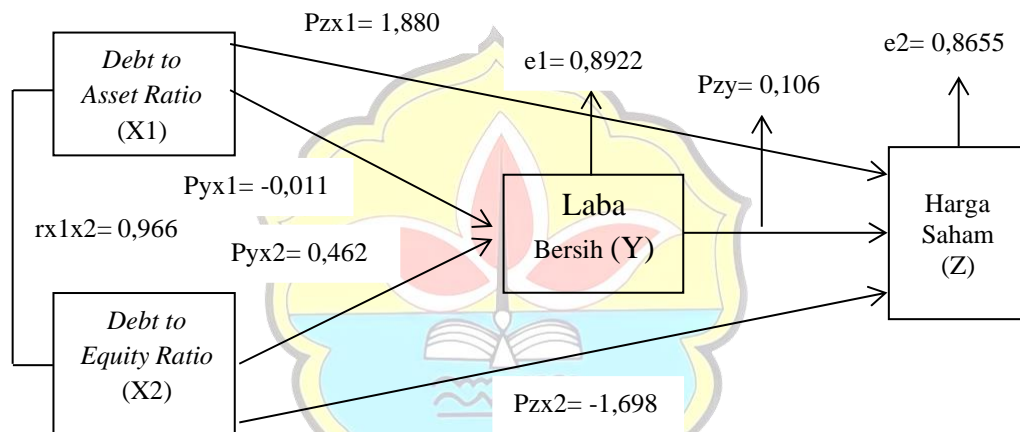 Pzx1= 1,880
e1= 0,8922
e2= 0,8655
Pzy= 0,106
Debt to
Asset Ratio
(X1)
Pyx1= -0,011
rx1x2= 0,966
Pyx2= 0,462
Laba
Bersih (Y)
Harga
Saham
(Z)
Debt to
Equity Ratio
(X2)
Pzx2= -1,698